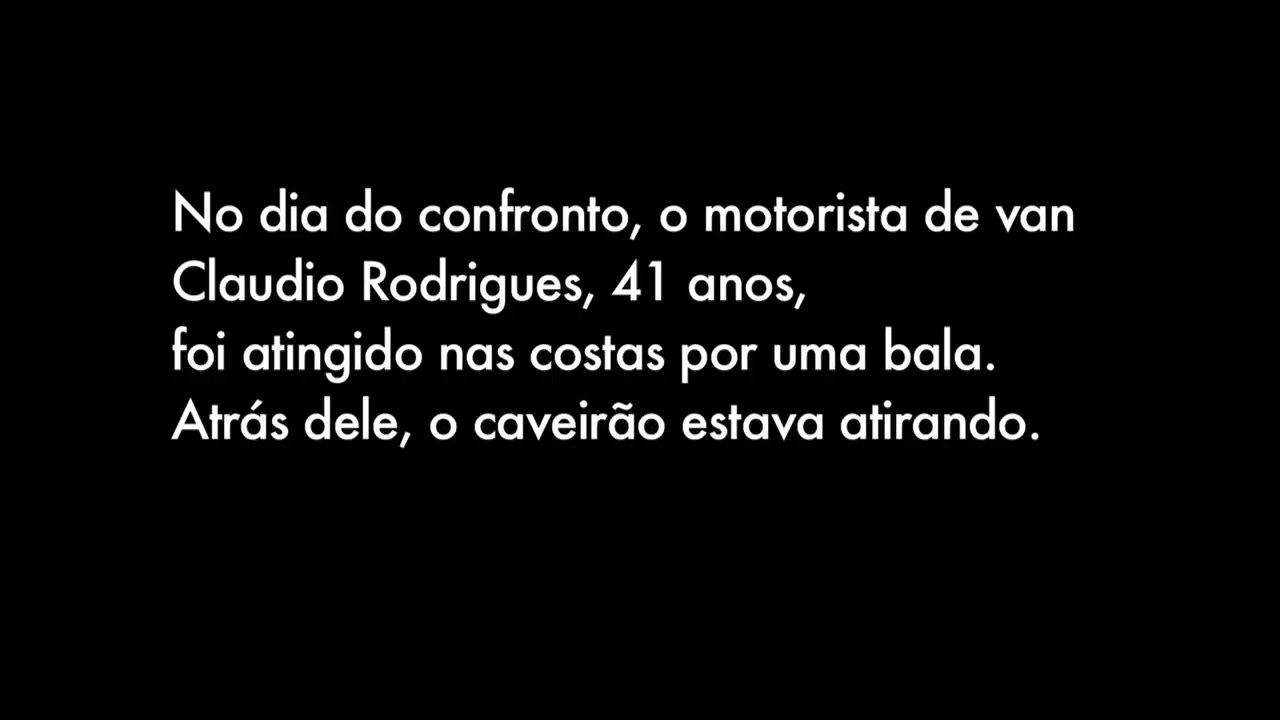 No dia do confronto, o motorista de van
Claudio Rodrigues, 41 anos,
foi atingido nas costas por uma bala.
Atrás dele, o caveirão estava atirando.